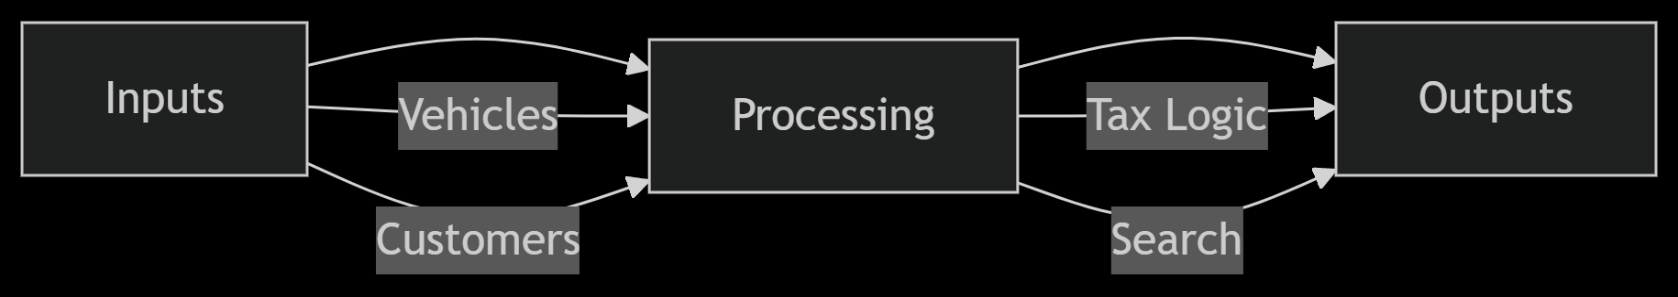 Inputs
Vehicles
Customers
Processing
Tax Logic
Search
Outputs